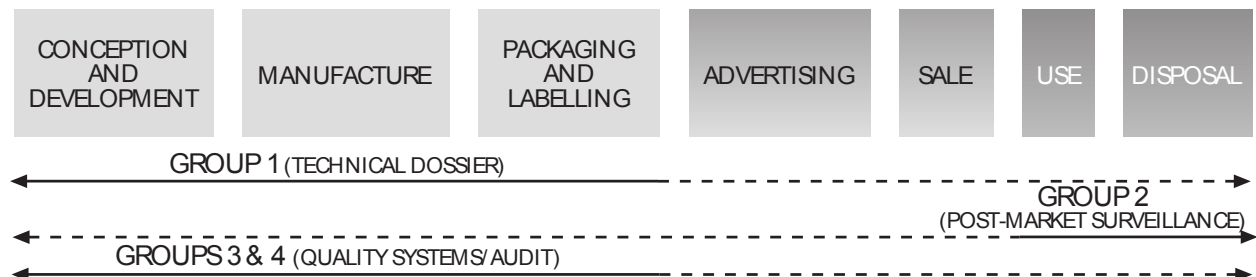 CONCEPTION
AND
DEVELOPMENT
MANUFACTURE
PACKAGING
AND
LABELLING
ADVERTISING
SALE
USE
DISPOSAL
GROUP 1 (TECHNICAL DOSSIER)
GROUP 2
(POST-MARKET SURVEILLANCE)
GROUPS 3 & 4 (QUALITY SYSTEMS/AUDIT)